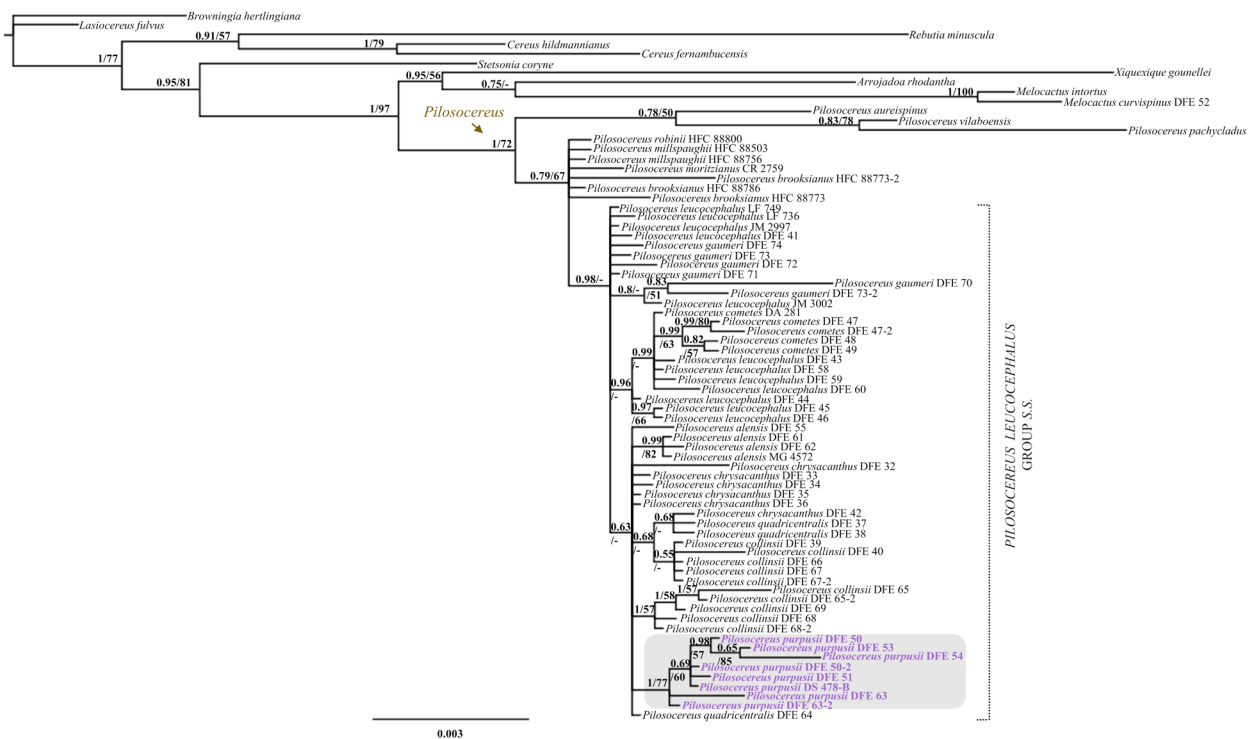 Browningia hertlingiana
Lasiocereus fulvus
0.91/57
Rebutia minuscula
1/79
Cereus hildmannianus
1/77
Cereus fernambucensis
Stetsonia coryne
0.95/56
Xiquexique gounellei
0.95/81
0.75/-
Arrojadoa rhodantha
1/100
Melocactus intortus
Melocactus curvispinus DFE 52
1/97
Pilosocereus
0.78/50
Pilosocereus aureispinus
0.83/78
Pilosocereus vilaboensis
Pilosocereus pachycladus
1/72
Pilosocereus robinii HFC 88800
Pilosocereus millspaughii HFC 88503
Pilosocereus millspaughii HFC 88756
Pilosocereus moritzianus CR 2759
0.79/67
Pilosocereus brooksianus HFC 88773-2
Pilosocereus brooksianus HFC 88786
Pilosocereus brooksianus HFC 88773
Pilosocereus leucocephalus LF 749
Pilosocereus leucocephalus LF 736
Pilosocereus leucocephalus JM 2997
Pilosocereus leucocephalus DFE 41
Pilosocereus gaumeri DFE 74
Pilosocereus gaumeri DFE 73
Pilosocereus gaumeri DFE 72
Pilosocereus gaumeri DFE 71
0.98/-
0.83
/51
Pilosocereus gaumeri DFE 70
0.8/-
Pilosocereus gaumeri DFE 73-2
Pilosocereus leucocephalus JM 3002
Pilosocereus cometes DA 281
0.99/80
Pilosocereus cometes DFE 47
0.99
/63
Pilosocereus cometes DFE 47-2
0.82
/57
Pilosocereus cometes DFE 48
Pilosocereus cometes DFE 49
0.99
/-
Pilosocereus leucocephalus DFE 43
Pilosocereus leucocephalus DFE 58
Pilosocereus leucocephalus DFE 59
0.96
/-
Pilosocereus leucocephalus DFE 60
Pilosocereus leucocephalus DFE 44
0.97
/66
Pilosocereus leucocephalus DFE 45
Pilosocereus leucocephalus DFE 46
Pilosocereus alensis DFE 55
0.99
/82
Pilosocereus alensis DFE 61
Pilosocereus alensis DFE 62
Pilosocereus alensis MG 4572
Pilosocereus chrysacanthus DFE 32
Pilosocereus chrysacanthus DFE 33
Pilosocereus chrysacanthus DFE 34
Pilosocereus chrysacanthus DFE 35
Pilosocereus chrysacanthus DFE 36
0.63
/-
0.68
/-
Pilosocereus chrysacanthus DFE 42
Pilosocereus quadricentralis DFE 37
Pilosocereus quadricentralis DFE 38
0.68
/-
Pilosocereus collinsii DFE 39
0.55
/-
Pilosocereus collinsii DFE 40
Pilosocereus collinsii DFE 66
Pilosocereus collinsii DFE 67
Pilosocereus collinsii DFE 67-2
1/57
Pilosocereus collinsii DFE 65
1/58
Pilosocereus collinsii DFE 65-2
1/57
Pilosocereus collinsii DFE 69
Pilosocereus collinsii DFE 68
Pilosocereus collinsii DFE 68-2
0.98
/57
Pilosocereus purpusii DFE 50
0.65
/85
Pilosocereus purpusii DFE 53
Pilosocereus purpusii DFE 54
0.69
/60
Pilosocereus purpusii DFE 50-2
Pilosocereus purpusii DFE 51
1/77
Pilosocereus purpusii DS 478-B
Pilosocereus purpusii DFE 63
Pilosocereus purpusii DFE 63-2
Pilosocereus quadricentralis DFE 64
PILOSOCEREUS LEUCOCEPHALUS
GROUP S.S.
0.003